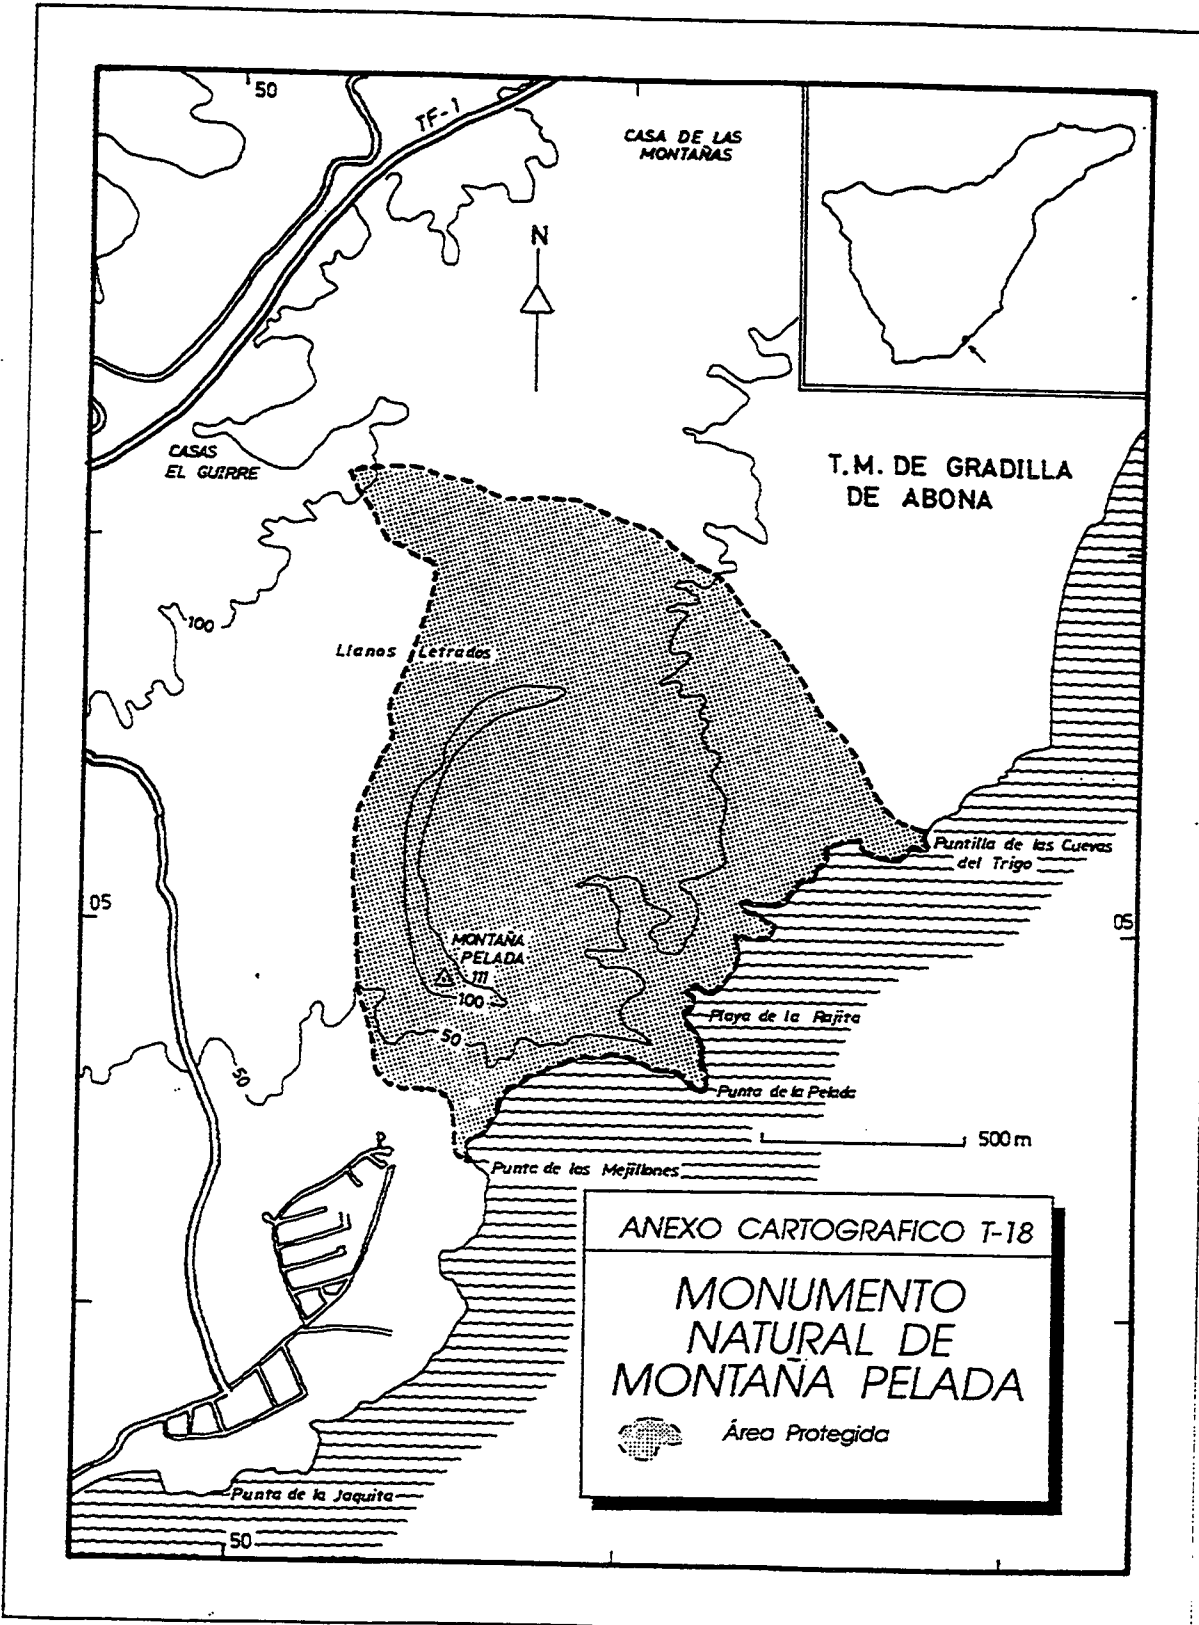 50
TF-1
CASA DE LAS
MONTAÑAS
N
CASAS
EL GUIRRE
T.M. DE GRADILLA
DE ABONA
100
Llanos Letrados
Puntilla de las Cuevas
del Trigo
05
05
MONTAÑA
PELADA
111
100
Playa de la Rajita
50
50
Punta de la Pelada
500 m
Punta de los Mejillones
ANEXO CARTOGRAFICO T-18
MONUMENTO
NATURAL DE
MONTAÑA PELADA
Área Protegida
Punta de la Jaquita
50